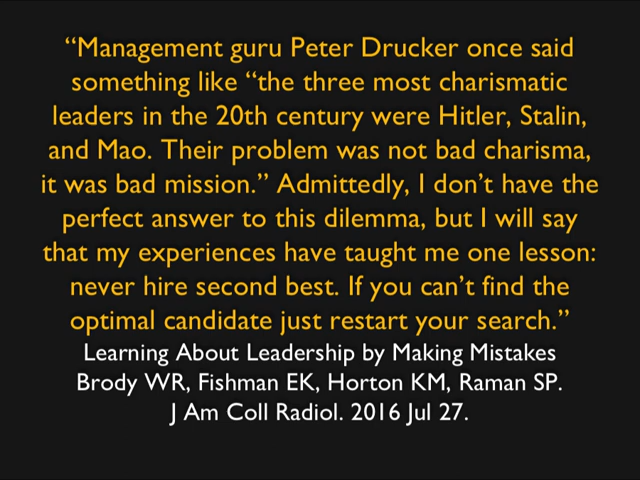 “Management guru Peter Drucker once said
something like “the three most charismatic
leaders in the 20th century were Hitler, Stalin,
and Mao. Their problem was not bad charisma,
it was bad mission.” Admittedly, I don’t have the
perfect answer to this dilemma, but I will say
that my experiences have taught me one lesson:
never hire second best. If you can’t find the
optimal candidate just restart your search.”
Learning About Leadership by Making Mistakes
Brody WR, Fishman EK, Horton KM, Raman SP.
J Am Coll Radiol. 2016 Jul 27.